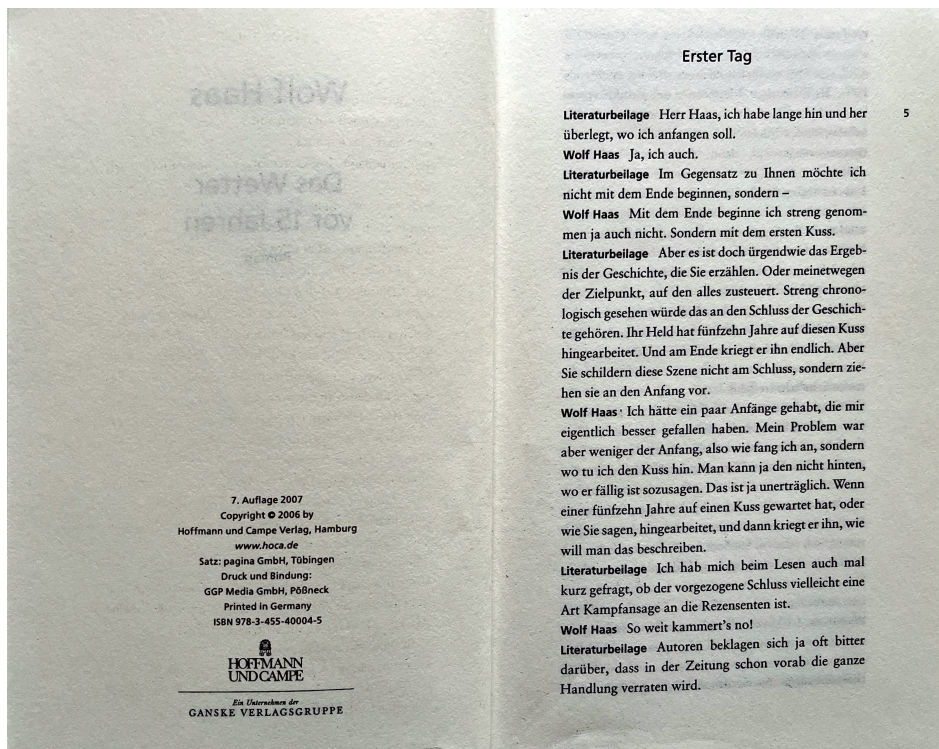 7. Auflage 2007
Copyright © 2006 by
Hoffmann und Campe Verlag, Hamburg
www.hoca.de
Satz: pagina GmbH, Tübingen
Druck und Bindung:
GGP Media GmbH, Pößneck
Printed in Germany
ISBN 978-3-455-40004-5
HOFFMANN
UND CAMPE
Ein Unternehmen der
GANSKE VERLAGSGRUPPE
Erster Tag
5
Literaturbeilage Herr Haas, ich habe lange hin und her
überlegt, wo ich anfangen soll.
Wolf Haas Ja, ich auch.
Literaturbeilage Im Gegensatz zu Ihnen möchte ich
nicht mit dem Ende beginnen, sondern –
Wolf Haas Mit dem Ende beginne ich streng genom-
men ja auch nicht. Sondern mit dem ersten Kuss.
Literaturbeilage Aber es ist doch ürgendwie das Ergeb-
nis der Geschichte, die Sie erzählen. Oder meinetwegen
der Zielpunkt, auf den alles zusteuert. Streng chrono-
logisch gesehen würde das an den Schluss der Geschich-
te gehören. Ihr Held hat fünfzehn Jahre auf diesen Kuss
hingearbeitet. Und am Ende kriegt er ihn endlich. Aber
Sie schildern diese Szene nicht am Schluss, sondern zie-
hen sie an den Anfang vor.
Wolf Haas Ich hätte ein paar Anfänge gehabt, die mir
eigentlich besser gefallen haben. Mein Problem war
aber weniger der Anfang, also wie fang ich an, sondern
wo tu ich den Kuss hin. Man kann ja den nicht hinten,
wo er fällig ist sozusagen. Das ist ja unerträglich. Wenn
einer fünfzehn Jahre auf einen Kuss gewartet hat, oder
wie Sie sagen, hingearbeitet, und dann kriegt er ihn, wie
will man das beschreiben.
Literaturbeilage Ich hab mich beim Lesen auch mal
kurz gefragt, ob der vorgezogene Schluss vielleicht eine
Art Kampfansage an die Rezensenten ist.
Wolf Haas So weit kammert's no!
Literaturbeilage Autoren beklagen sich ja oft bitter
darüber, dass in der Zeitung schon vorab die ganze
Handlung verraten wird.